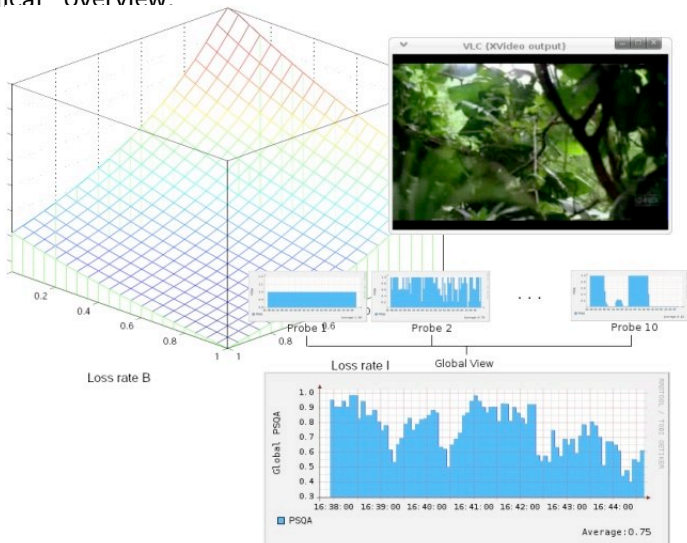 ical overview.
VLC (XVideo output)
0.2
0.4
0.6
0.8
1
1
0.8
0.6
Loss rate B
Loss rate I
Probe 1
Probe 2
. . .
Probe 10
Global View
Global PSQA
1.0
0.9
0.8
0.7
0.6
0.5
0.4
0.3
16:38:00 16:39:00 16:40:00 16:41:00 16:42:00 16:43:00 16:44:00
PSQA
Average:0.75
RRDTOOL / TOBI OETIKER